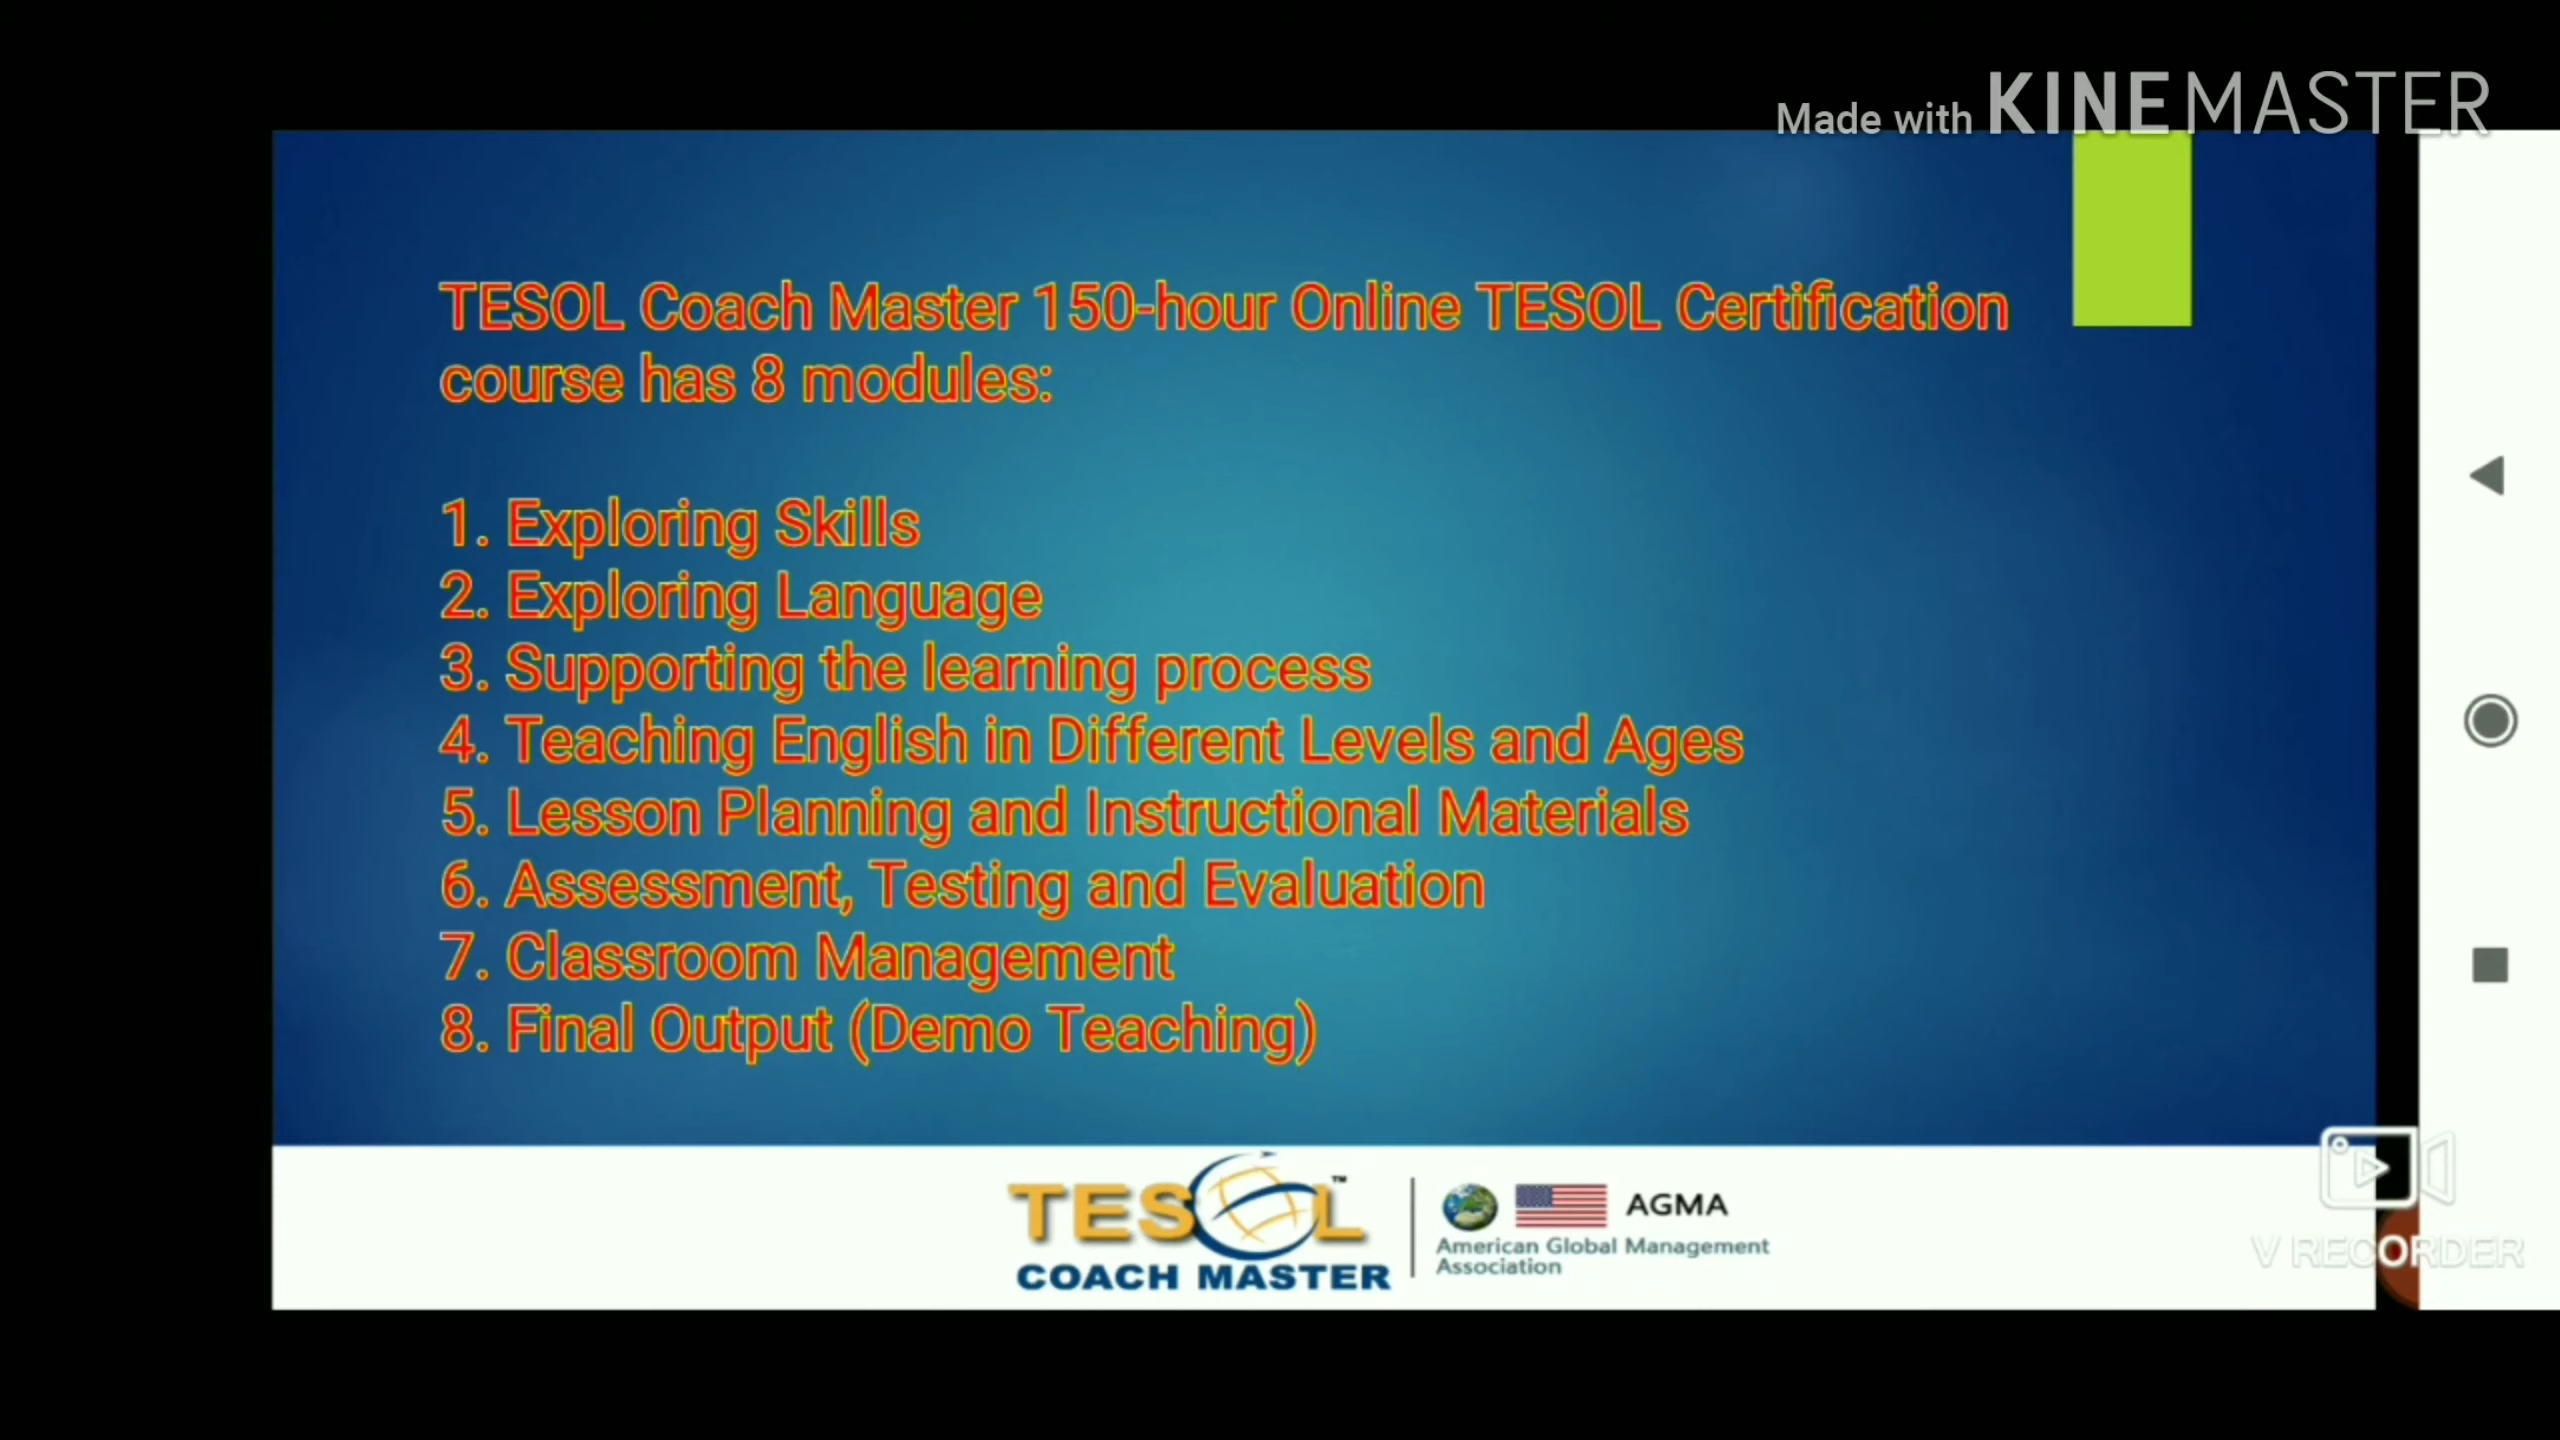 Made with KINEMASTER
TESOL Coach Master 150-hour Online TESOL Certification
course has 8 modules:
1. Exploring Skills
2. Exploring Language
3. Supporting the learning process
4. Teaching English in Different Levels and Ages
5. Lesson Planning and Instructional Materials
6. Assessment, Testing and Evaluation
7. Classroom Management
8. Final Output (Demo Teaching)
TESOL™
COACH MASTER
AGMA
American Global Management
Association
V RECORDER